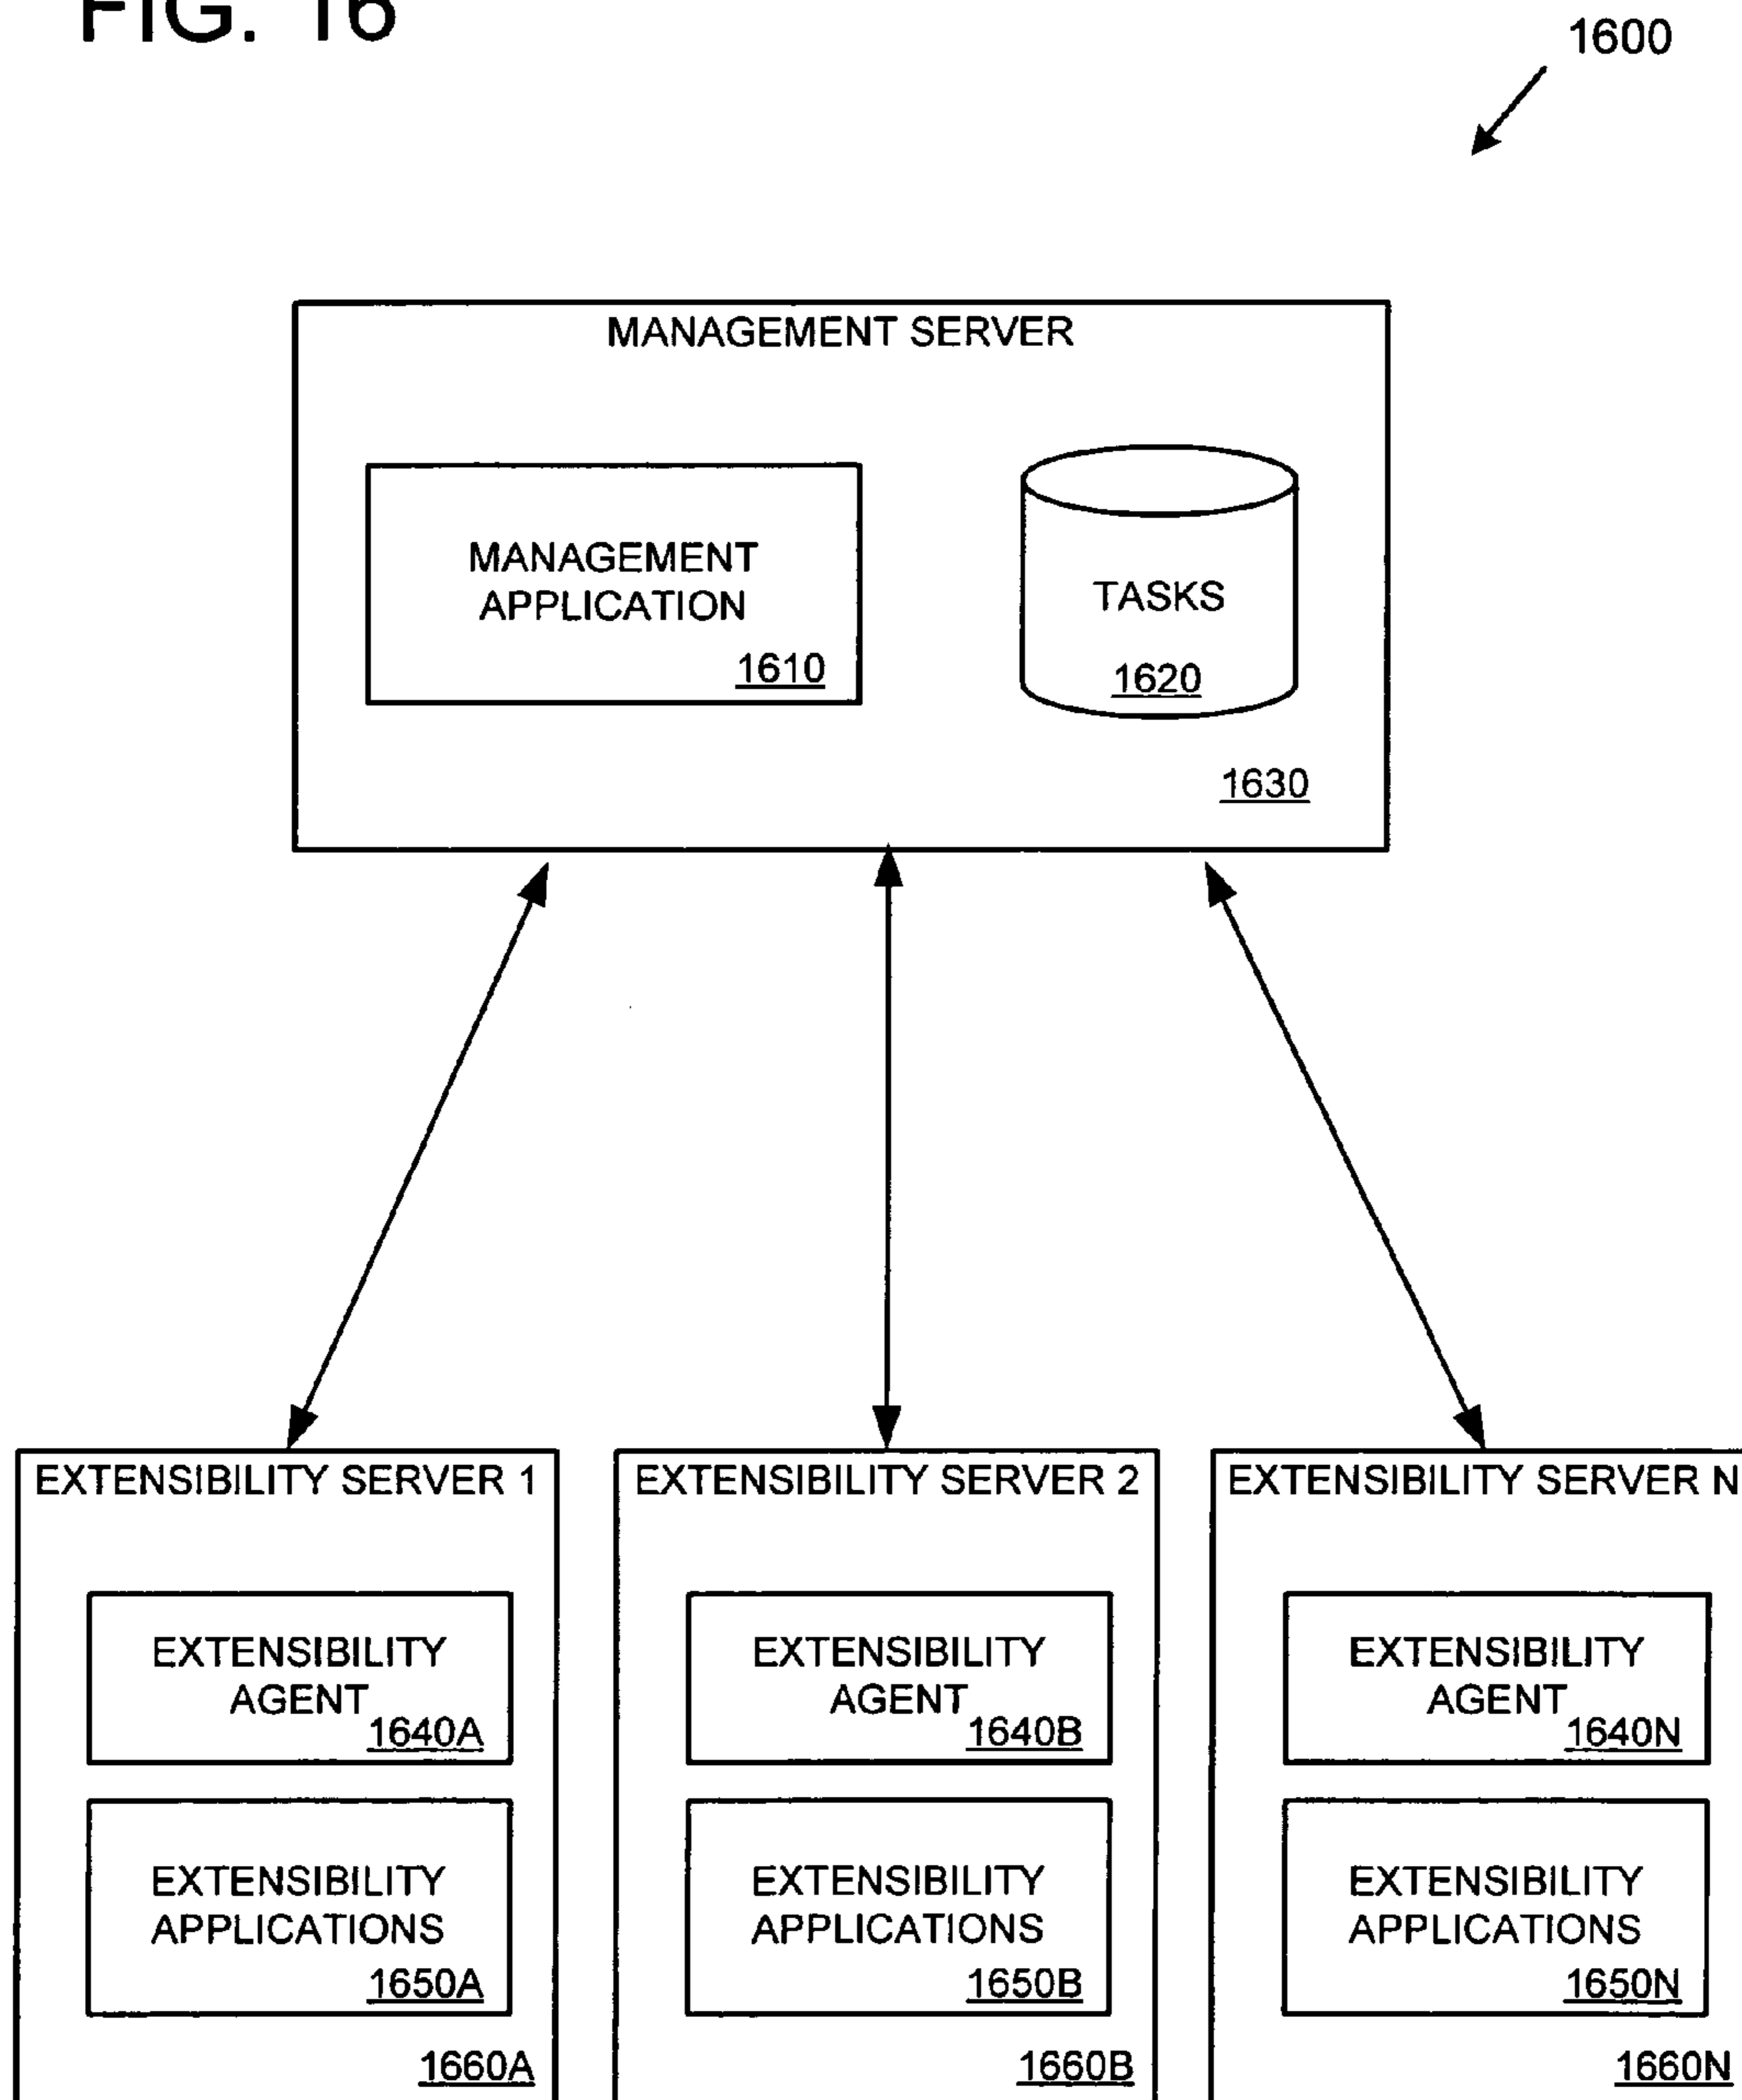 FIG. 16
1600
MANAGEMENT SERVER
MANAGEMENT
APPLICATION
1610
TASKS
1620
1630
EXTENSIBILITY SERVER 1
EXTENSIBILITY
AGENT
1640A
EXTENSIBILITY
APPLICATIONS
1650A
1660A
EXTENSIBILITY SERVER 2
EXTENSIBILITY
AGENT
1640B
EXTENSIBILITY
APPLICATIONS
1650B
1660B
EXTENSIBILITY SERVER N
EXTENSIBILITY
AGENT
1640N
EXTENSIBILITY
APPLICATIONS
1650N
1660N